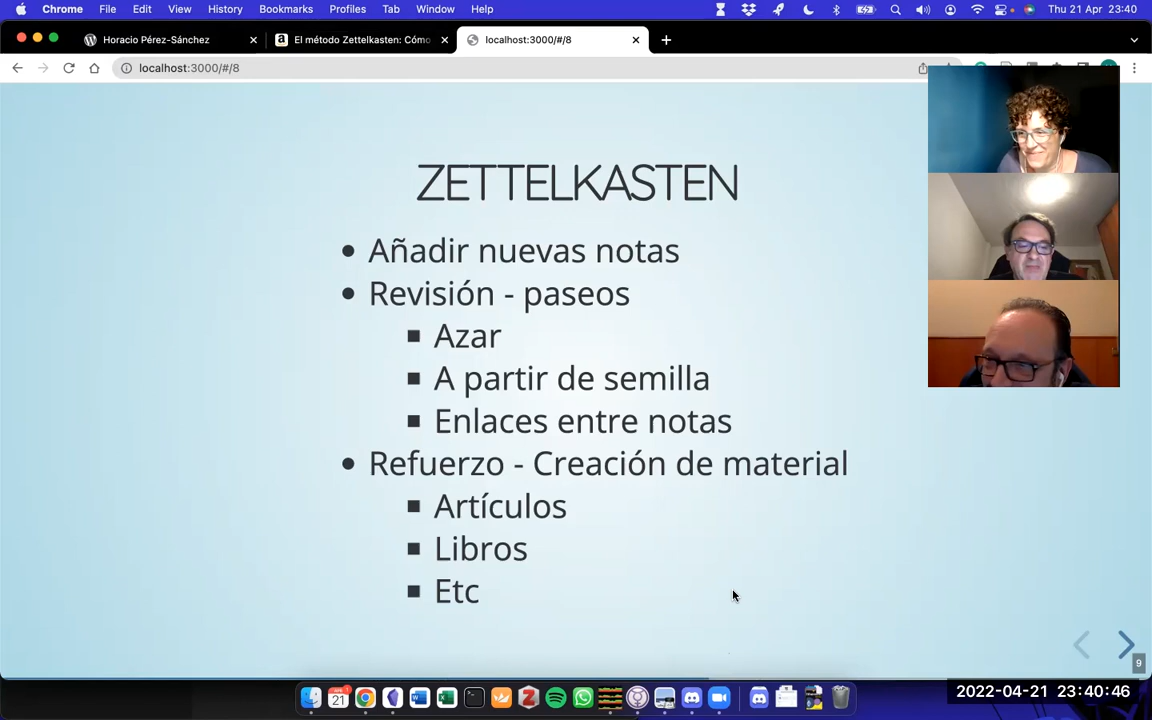 Chrome File Edit View History Bookmarks Profiles Tab Window Help Thu 21 Apr 23:40
Horacio Pérez-Sánchez
El método Zettelkasten: Cómo
localhost:3000/#/8
localhost:3000/#/8
ZETTELKASTEN
Añadir nuevas notas
Revisión - paseos
Azar
A partir de semilla
Enlaces entre notas
Refuerzo - Creación de material
Artículos
Libros
Etc
9
2022-04-21 23:40:46